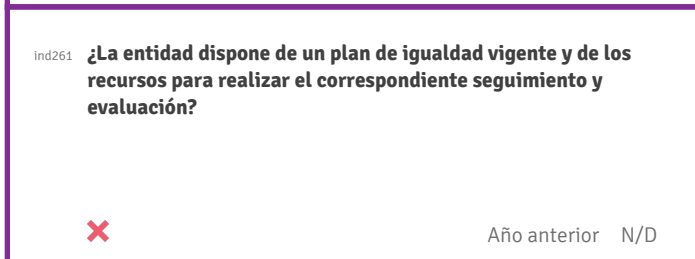 ind261 ¿La entidad dispone de un plan de igualdad vigente y de los
recursos para realizar el correspondiente seguimiento y
evaluación?
Año anterior N/D